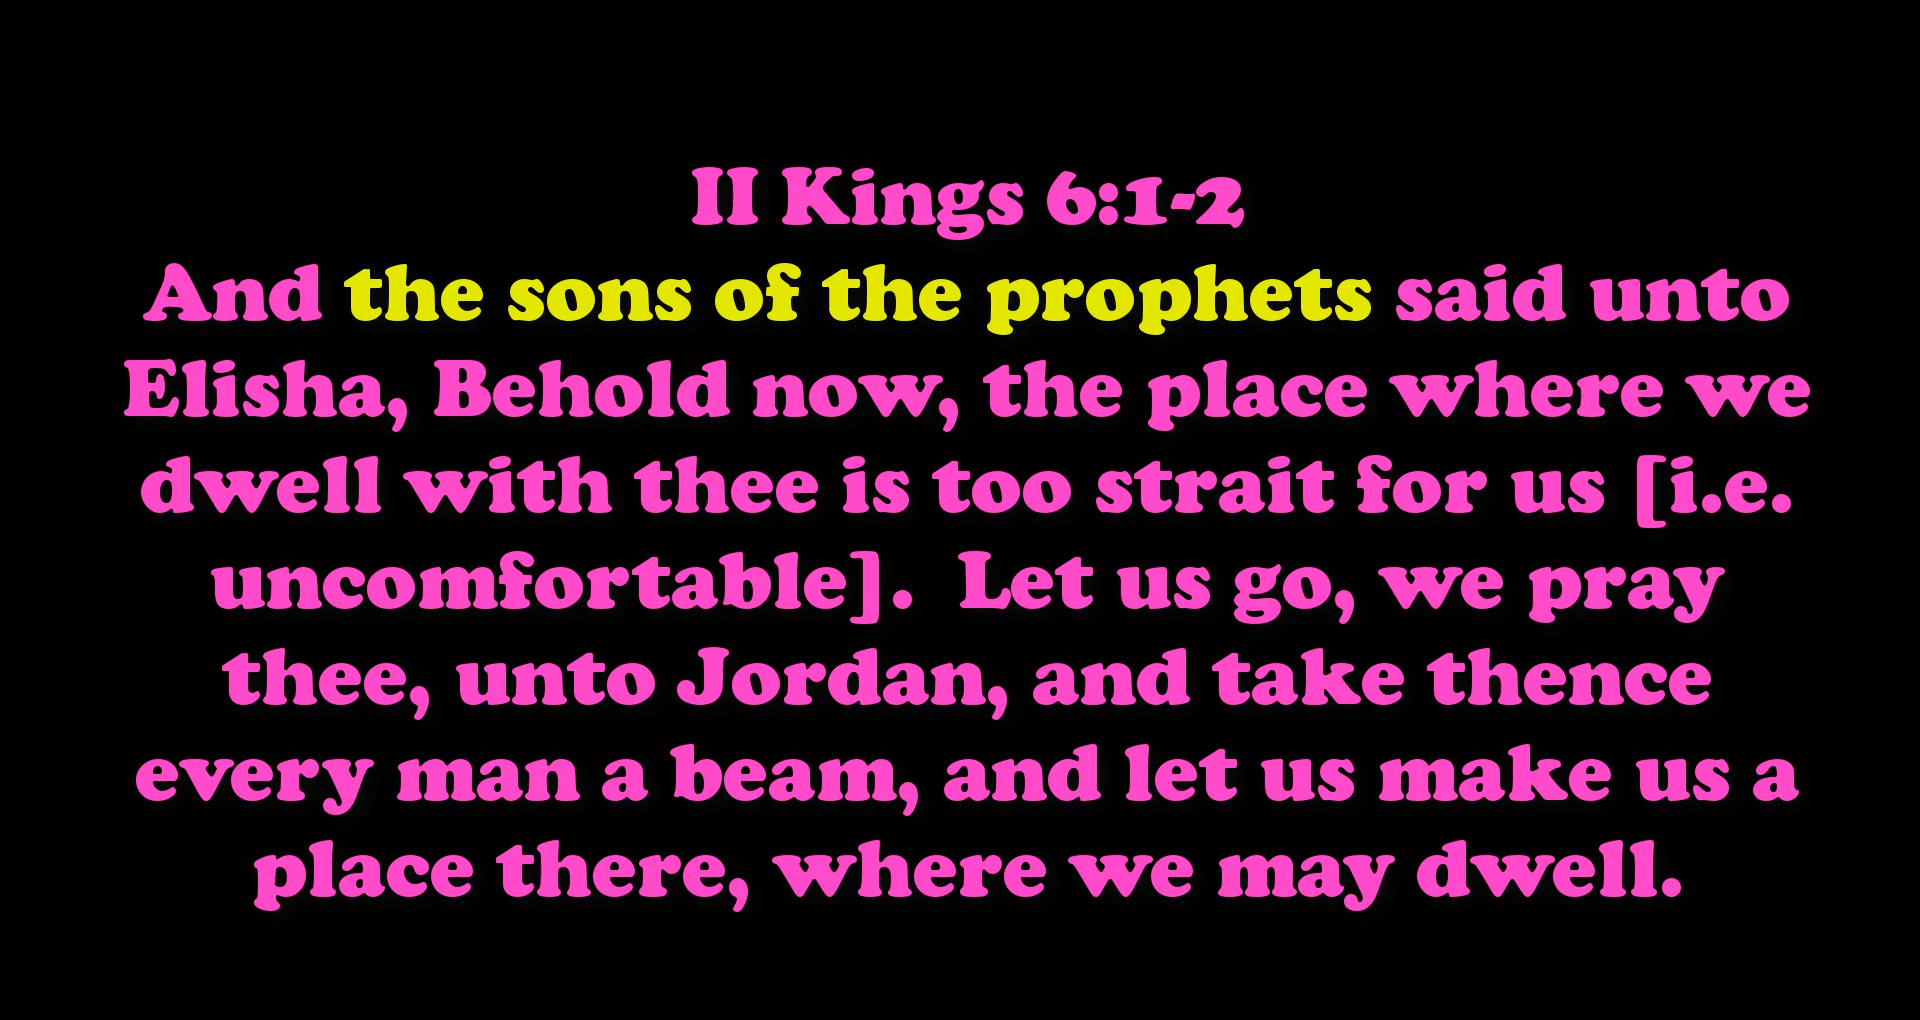 II Kings 6:1-2
And the sons of the prophets said unto
Elisha, Behold now, the place where we
dwell with thee is too strait for us [i.e.
uncomfortable].  Let us go, we pray
thee, unto Jordan, and take thence
every man a beam, and let us make us a
place there, where we may dwell.